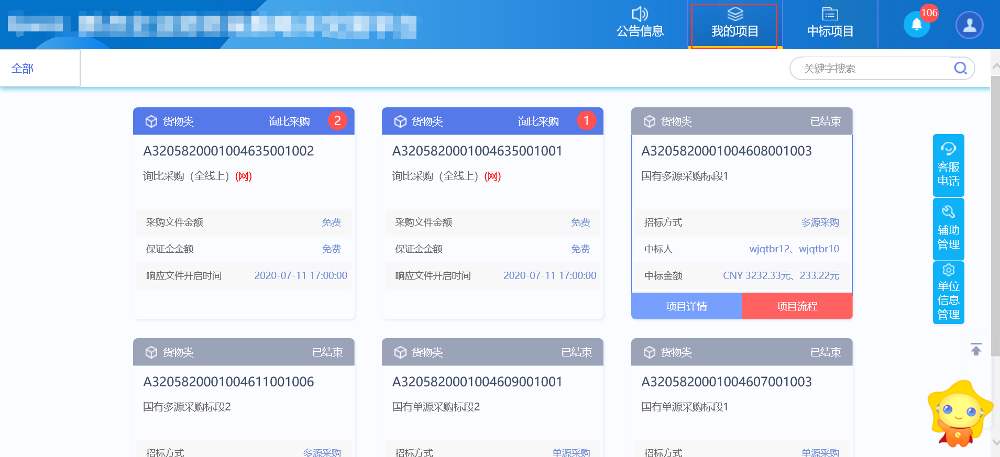 公告信息
我的项目
中标项目
106
全部
关键字搜索
货物类 询比采购 2
A3205820001004635001002
询比采购（全线上）(网)
采购文件金额 免费
保证金金额 免费
响应文件开启时间 2020-07-11 17:00:00
货物类 询比采购 1
A3205820001004635001001
询比采购（全线上）(网)
采购文件金额 免费
保证金金额 免费
响应文件开启时间 2020-07-11 17:00:00
货物类 已结束
A3205820001004608001003
国有多源采购标段1
招标方式 多源采购
中标人 wjqtbr12、wjqtbr10
中标金额 CNY 3232.33元、233.22元
项目详情 项目流程
货物类 已结束
A3205820001004611001006
国有多源采购标段2
招标方式 多源采购
货物类 已结束
A3205820001004609001001
国有单源采购标段2
招标方式 单源采购
货物类 已结束
A3205820001004607001003
国有单源采购标段1
招标方式 单源采购
客服
电话
辅助
管理
单位
信息
管理